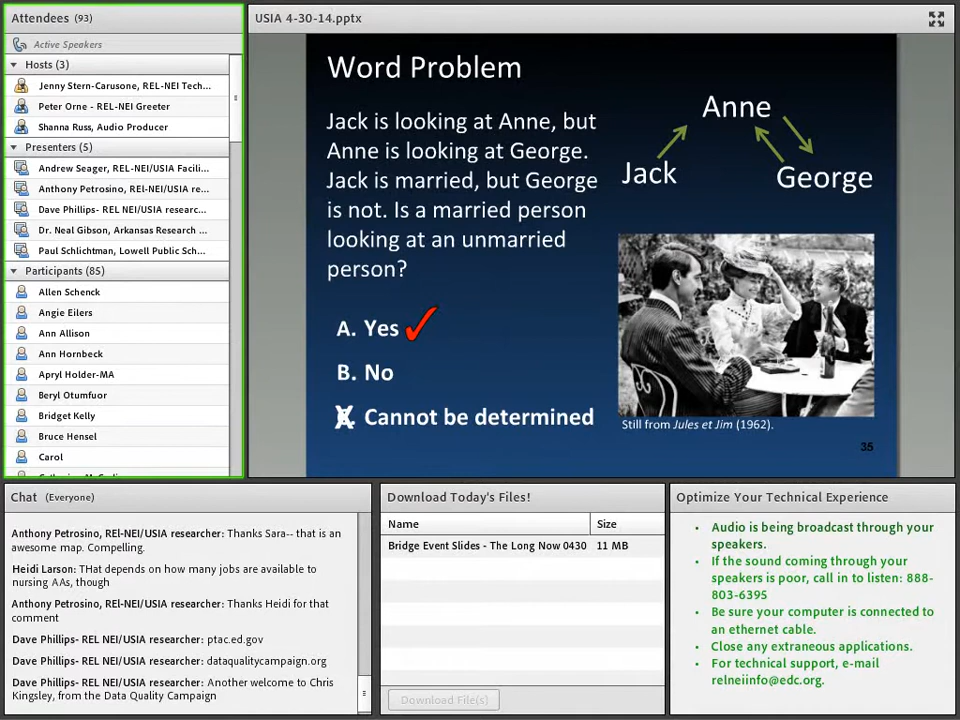 Attendees (93)
Active Speakers
Hosts (3)
Jenny Stern-Carusone, REL-NEI Tech...
Peter Orne - REL-NEI Greeter
Shanna Russ, Audio Producer
Presenters (5)
Andrew Seager, REL-NEI/USIA Facili...
Anthony Petrosino, REl-NEI/USIA re...
Dave Phillips- REL NEI/USIA researc...
Dr. Neal Gibson, Arkansas Research ...
Paul Schlichtman, Lowell Public Sch...
Participants (85)
Allen Schenck
Angie Eilers
Ann Allison
Ann Hornbeck
Apryl Holder-MA
Beryl Otumfuor
Bridget Kelly
Bruce Hensel
Carol
USIA 4-30-14.pptx
Word Problem
Jack is looking at Anne, but
Anne is looking at George.
Jack is married, but George
is not. Is a married person
looking at an unmarried
person?
A. Yes
B. No
Cannot be determined
Anne
Jack
George
Still from Jules et Jim (1962).
35
Chat (Everyone)
Anthony Petrosino, REl-NEI/USIA researcher: Thanks Sara-- that is an
awesome map. Compelling.
Heidi Larson: THat depends on how many jobs are available to
nursing AAs, though
Anthony Petrosino, REl-NEI/USIA researcher: Thanks Heidi for that
comment
Dave Phillips- REL NEI/USIA researcher: ptac.ed.gov
Dave Phillips- REL NEI/USIA researcher: dataqualitycampaign.org
Dave Phillips- REL NEI/USIA researcher: Another welcome to Chris
Kingsley, from the Data Quality Campaign
Download Today's Files!
Name Size
Bridge Event Slides - The Long Now 0430 11 MB
Download File(s)
Optimize Your Technical Experience
• Audio is being broadcast through your
speakers.
• If the sound coming through your
speakers is poor, call in to listen: 888-
803-6395
• Be sure your computer is connected to
an ethernet cable.
• Close any extraneous applications.
• For technical support, e-mail
relneiinfo@edc.org.